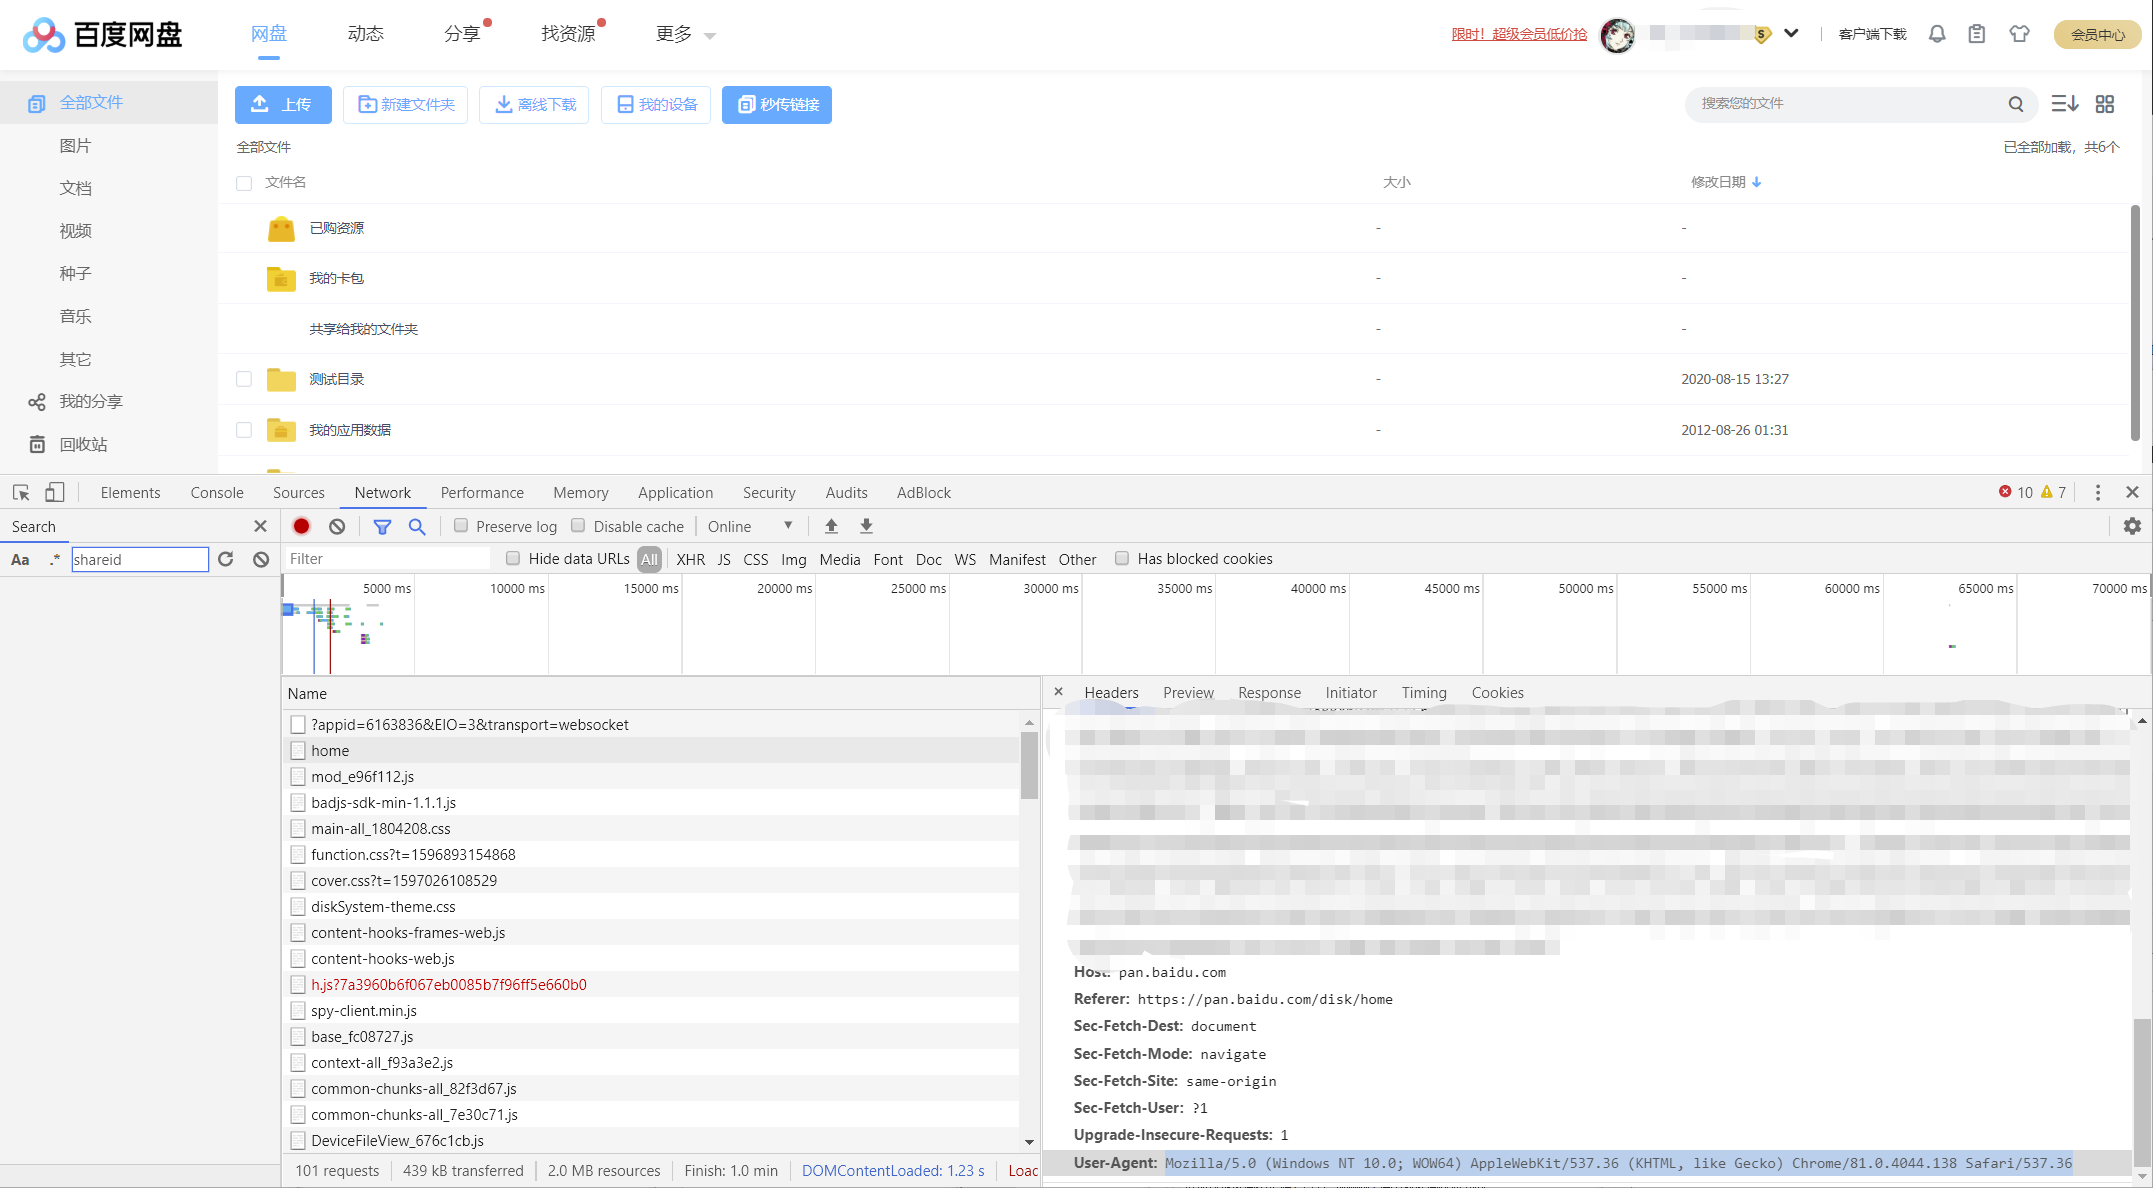 百度网盘
网盘 动态 分享 找资源 更多
限时！超级会员低价抢 S 客户端下载 会员中心
全部文件
图片
文档
视频
种子
音乐
其它
我的分享
回收站
上传 新建文件夹 离线下载 我的设备 秒传链接
搜索您的文件
全部文件 已全部加载，共6个
文件名 大小 修改日期
已购资源 - -
我的卡包 - -
共享给我的文件夹 - -
测试目录 - 2020-08-15 13:27
我的应用数据 - 2012-08-26 01:31
Elements Console Sources Network Performance Memory Application Security Audits AdBlock 10 7
Search
Preserve log Disable cache Online
Aa .* shareid
Filter Hide data URLs All XHR JS CSS Img Media Font Doc WS Manifest Other Has blocked cookies
5000 ms 10000 ms 15000 ms 20000 ms 25000 ms 30000 ms 35000 ms 40000 ms 45000 ms 50000 ms 55000 ms 60000 ms 65000 ms 70000 ms
Name
?appid=6163836&EIO=3&transport=websocket
home
mod_e96f112.js
badjs-sdk-min-1.1.1.js
main-all_1804208.css
function.css?t=1596893154868
cover.css?t=1597026108529
diskSystem-theme.css
content-hooks-frames-web.js
content-hooks-web.js
h.js?7a3960b6f067eb0085b7f96ff5e660b0
spy-client.min.js
base_fc08727.js
context-all_f93a3e2.js
common-chunks-all_82f3d67.js
common-chunks-all_7e30c71.js
DeviceFileView_676c1cb.js
101 requests 439 kB transferred 2.0 MB resources Finish: 1.0 min DOMContentLoaded: 1.23 s Loac
Headers Preview Response Initiator Timing Cookies
Host: pan.baidu.com
Referer: https://pan.baidu.com/disk/home
Sec-Fetch-Dest: document
Sec-Fetch-Mode: navigate
Sec-Fetch-Site: same-origin
Sec-Fetch-User: ?1
Upgrade-Insecure-Requests: 1
User-Agent: Mozilla/5.0 (Windows NT 10.0; WOW64) AppleWebKit/537.36 (KHTML, like Gecko) Chrome/81.0.4044.138 Safari/537.36